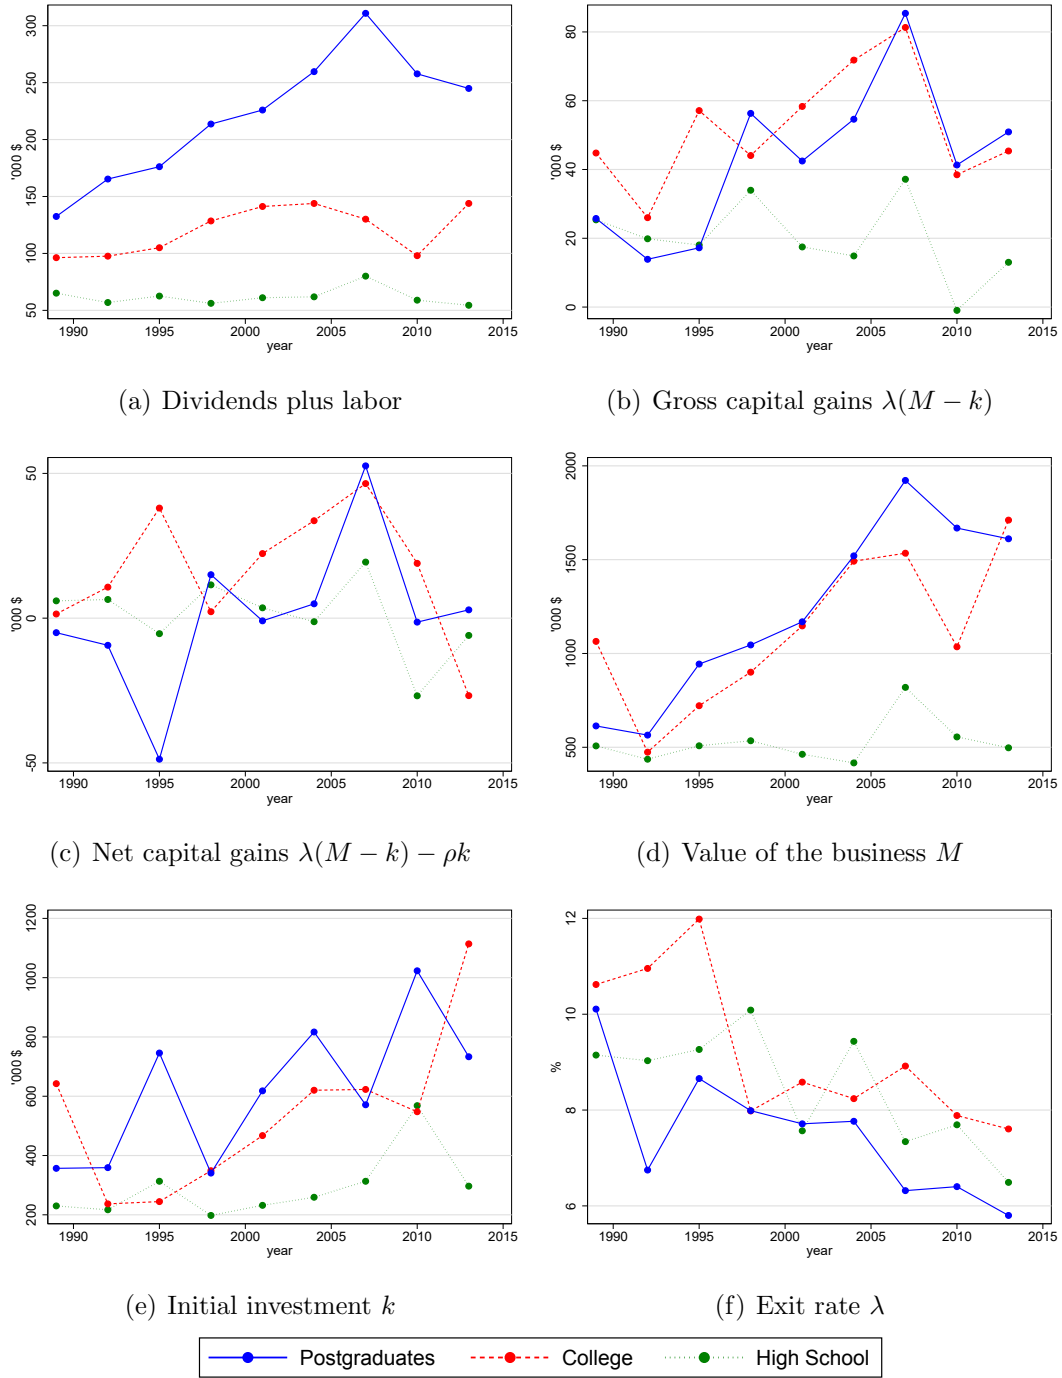 300
250
200
150
100
50
'000 $
1990 1995 2000 2005 2010 2015
year
(a) Dividends plus labor
80
60
40
20
0
'000 $
1990 1995 2000 2005 2010 2015
year
(b) Gross capital gains λ(M − k)
50
0
-50
'000 $
1990 1995 2000 2005 2010 2015
year
(c) Net capital gains λ(M − k) − ρk
2000
1500
1000
500
'000 $
1990 1995 2000 2005 2010 2015
year
(d) Value of the business M
1200
1000
800
600
400
200
'000 $
1990 1995 2000 2005 2010 2015
year
(e) Initial investment k
12
10
8
6
%
1990 1995 2000 2005 2010 2015
year
(f) Exit rate λ
Postgraduates College High School